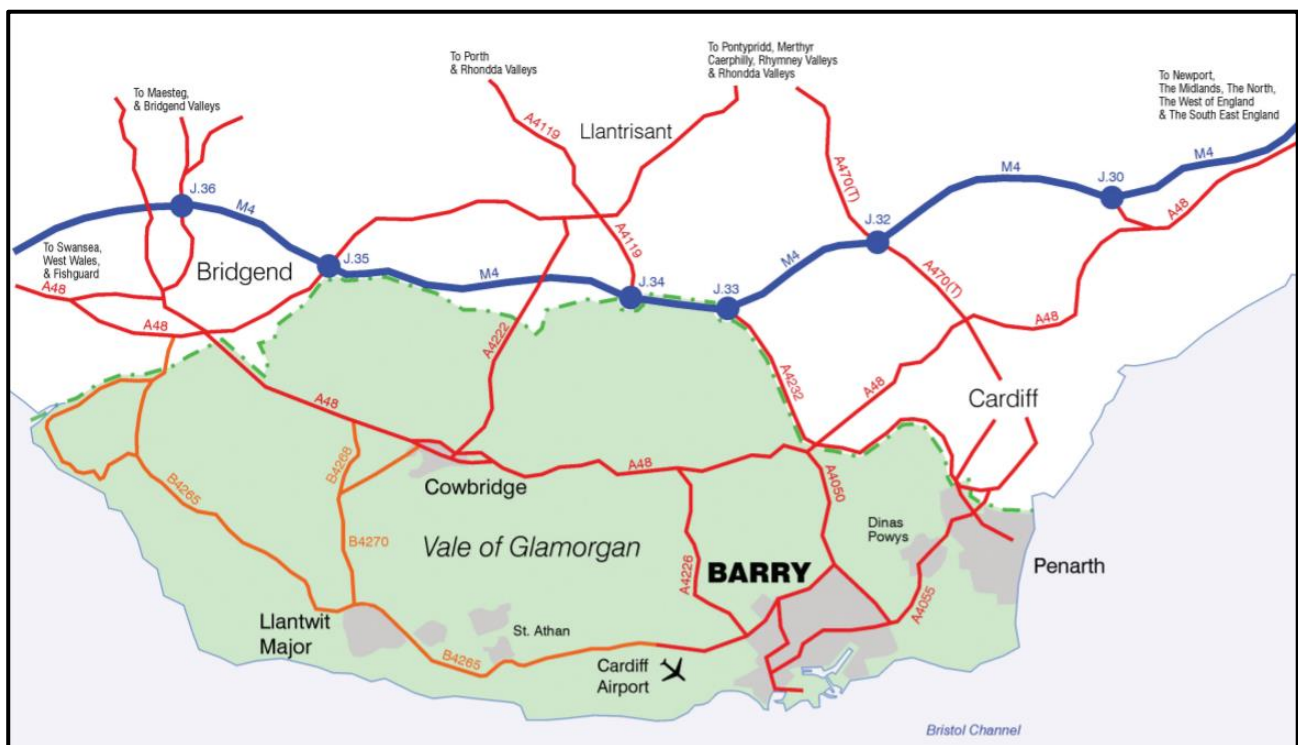 To Porth
& Rhondda Valleys
To Pontypridd, Merthyr
Caerphilly, Rhymney Valleys
& Rhondda Valleys
To Maesteg,
& Bridgend Valleys
To Newport,
The Midlands, The North,
The West of England
& The South East England
A4119
Llantrisant
J.36
M4
A470(T)
M4
J.30
M4
A48
To Swansea,
West Wales,
& Fishguard
A48
Bridgend
J.35
M4
A4119
J.34
J.33
M4
J.32
A470(T)
A48
A48
A4222
A4232
A48
Cardiff
A48
B4268
Cowbridge
A48
A4050
B4265
B4270
Vale of Glamorgan
A4226
BARRY
Dinas
Powys
Penarth
A4055
Llantwit
Major
St. Athan
B4265
Cardiff
Airport
Bristol Channel